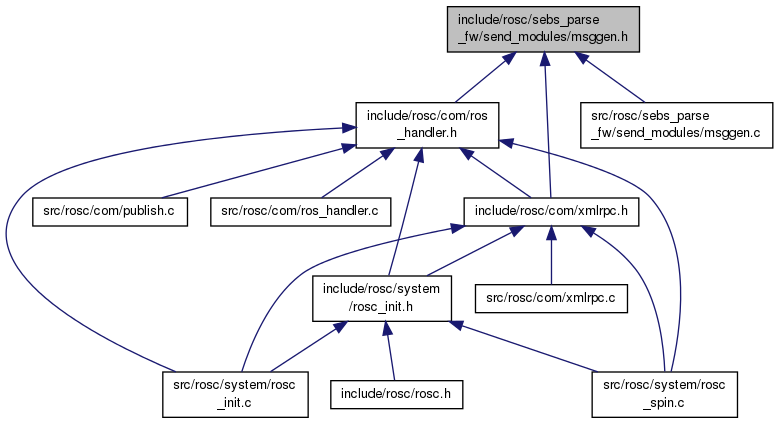 include/rosc/sebs_parse
_fw/send_modules/msggen.h
include/rosc/com/ros
_handler.h
src/rosc/sebs_parse
_fw/send_modules/msggen.c
src/rosc/com/publish.c
src/rosc/com/ros_handler.c
include/rosc/com/xmlrpc.h
include/rosc/system
/rosc_init.h
src/rosc/com/xmlrpc.c
src/rosc/system/rosc
_init.c
include/rosc/rosc.h
src/rosc/system/rosc
_spin.c